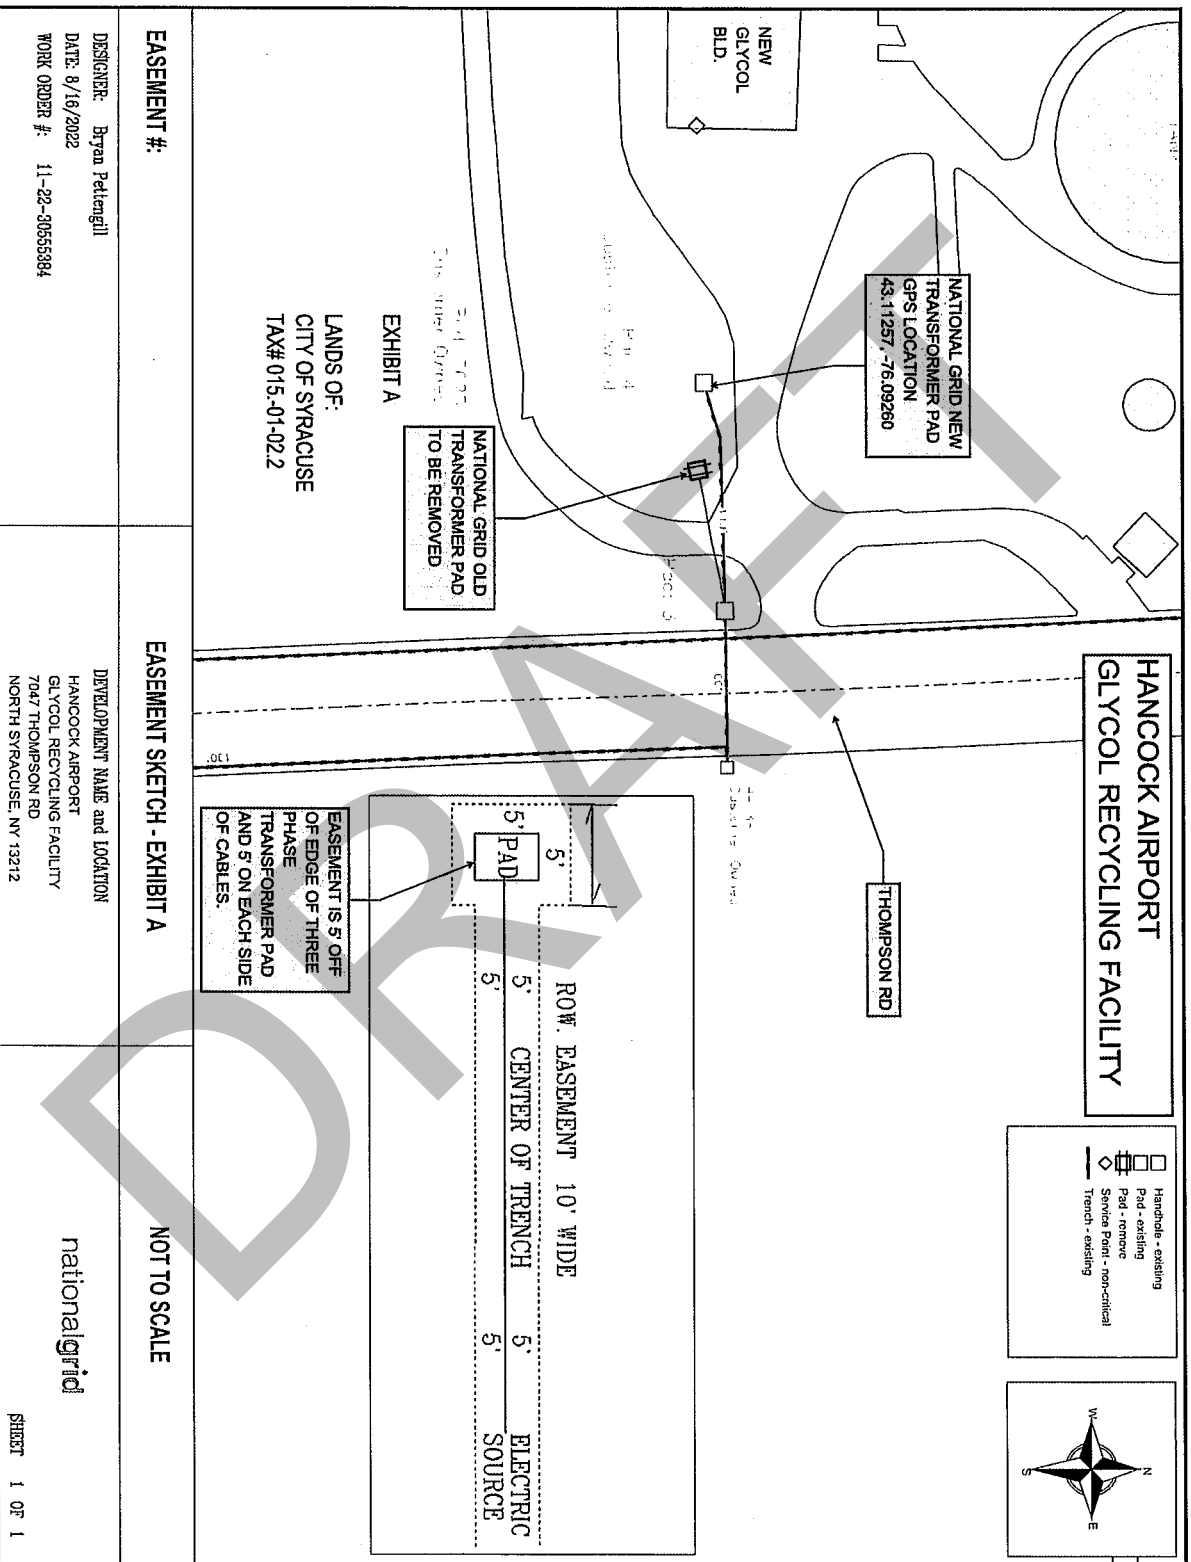 HANCOCK AIRPORT
GLYCOL RECYCLING FACILITY
Handhole - existing
Pad - existing
Pad - remove
Service Point - non-critical
Trench - existing
N
W
E
S
NEW
GLYCOL
BLD.
NATIONAL GRID NEW
TRANSFORMER PAD
GPS LOCATION
43.11257, -76.09260
THOMPSON RD
NATIONAL GRID OLD
TRANSFORMER PAD
TO BE REMOVED
EXHIBIT A
LANDS OF:
CITY OF SYRACUSE
TAX# 015.-01-02.2
130'
ROW. EASEMENT 10' WIDE
5'
5'
PAD
5' CENTER OF TRENCH 5'
5' 5'
ELECTRIC
SOURCE
EASEMENT IS 5' OFF
OF EDGE OF THREE
PHASE
TRANSFORMER PAD
AND 5' ON EACH SIDE
OF CABLES.
DRAFT
EASEMENT #:
EASEMENT SKETCH - EXHIBIT A
NOT TO SCALE
DESIGNER: Bryan Pettengill
DATE: 8/16/2022
WORK ORDER #: 11-22-30555384
DEVELOPMENT NAME and LOCATION
HANCOCK AIRPORT
GLYCOL RECYCLING FACILITY
7047 THOMPSON RD
NORTH SYRACUSE, NY 13212
nationalgrid
SHEET 1 OF 1